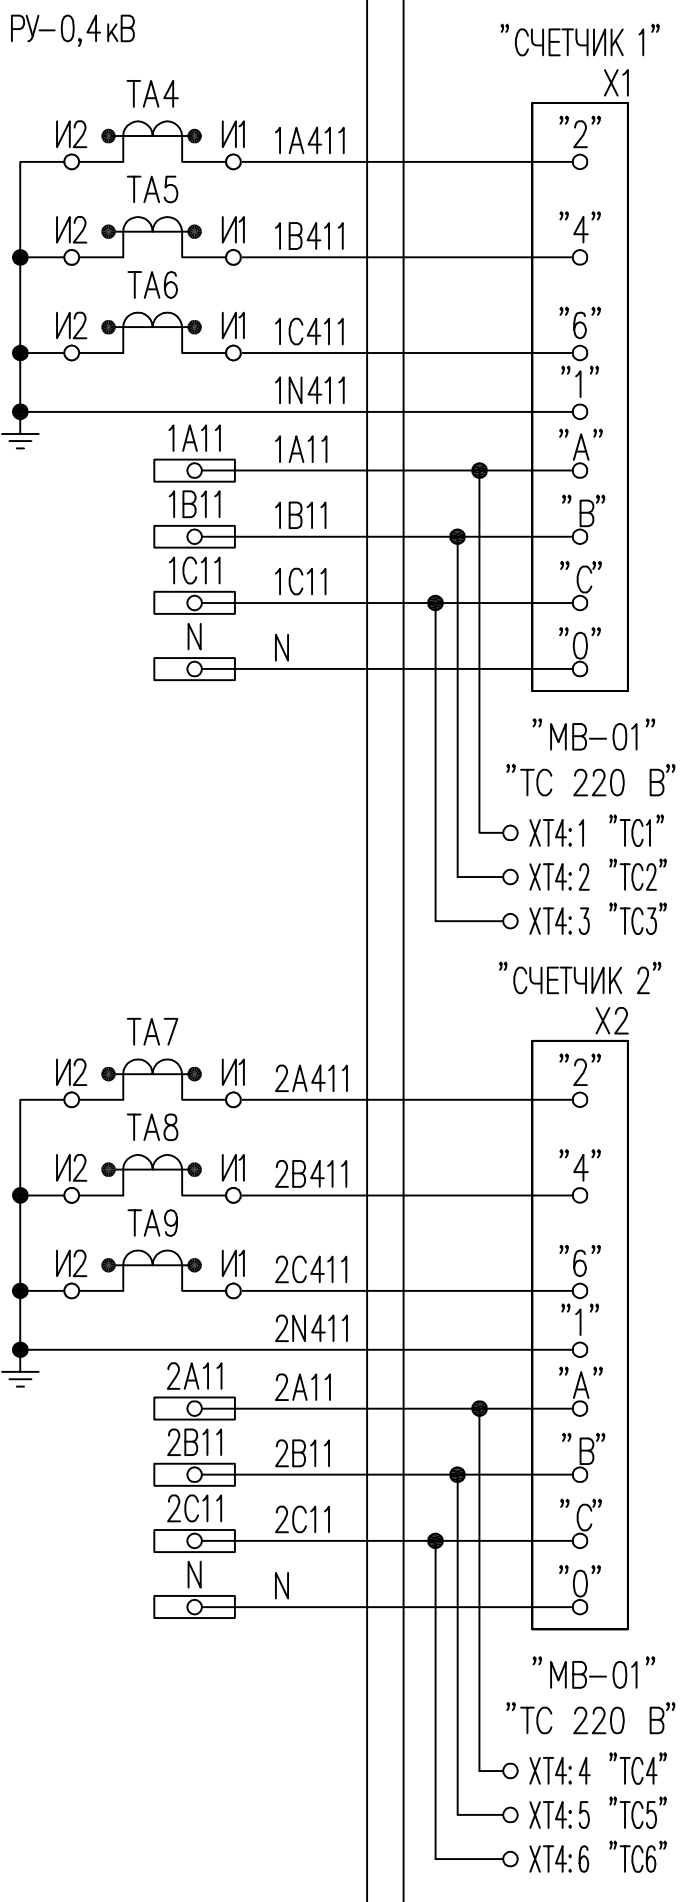 РУ-0,4кВ
"СЧЕТЧИК 1"
X1
ТА4
И2 И1 1А411 "2"
ТА5
И2 И1 1В411 "4"
ТА6
И2 И1 1С411 "6"
1N411 "1"
1А11 1А11 "А"
1В11 1В11 "В"
1С11 1С11 "С"
N N "0"
"МВ-01"
"ТС 220 В"
ХТ4:1 "ТС1"
ХТ4:2 "ТС2"
ХТ4:3 "ТС3"
"СЧЕТЧИК 2"
X2
ТА7
И2 И1 2А411 "2"
ТА8
И2 И1 2В411 "4"
ТА9
И2 И1 2С411 "6"
2N411 "1"
2А11 2А11 "А"
2В11 2В11 "В"
2С11 2С11 "С"
N N "0"
"МВ-01"
"ТС 220 В"
ХТ4:4 "ТС4"
ХТ4:5 "ТС5"
ХТ4:6 "ТС6"